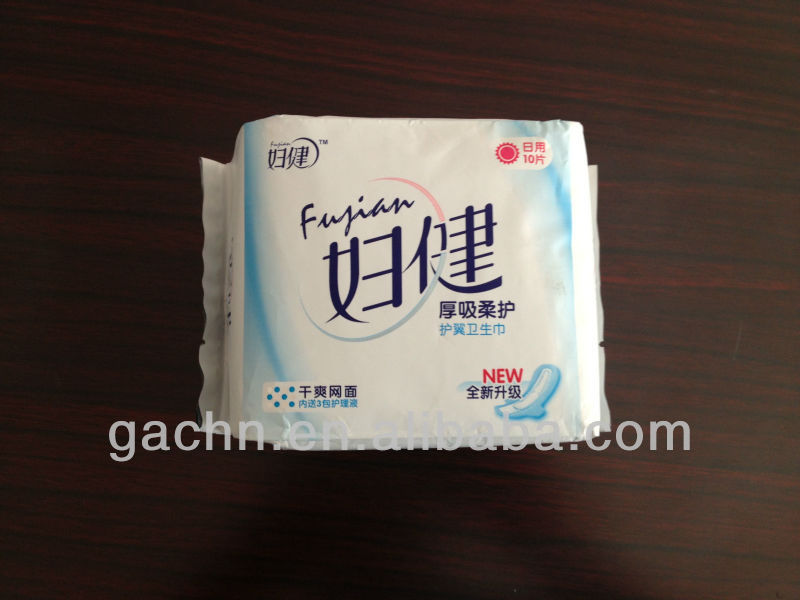 Fujian
妇健™
日用
10片
Fujian
妇健
厚吸柔护
护翼卫生巾
NEW
全新升级
干爽网面
内送3包护理液
gachn.en.alibaba.com